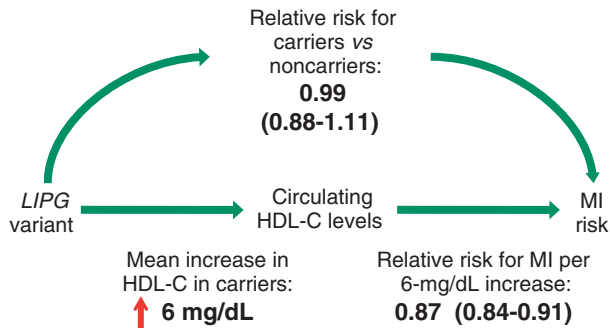 Relative risk for
carriers vs
noncarriers:
0.99
(0.88-1.11)
LIPG
variant
Circulating
HDL-C levels
MI
risk
Mean increase in
HDL-C in carriers:
6 mg/dL
Relative risk for MI per
6-mg/dL increase:
0.87 (0.84-0.91)